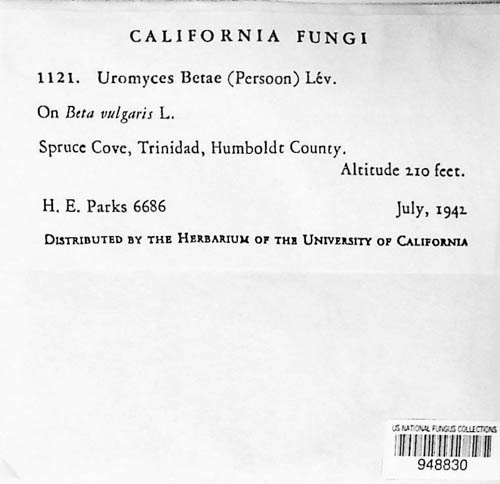 CALIFORNIA FUNGI
1121. Uromyces Betae (Persoon) Lév.
On Beta vulgaris L.
Spruce Cove, Trinidad, Humboldt County.
Altitude 210 feet.
H. E. Parks 6686 July, 1942
Distributed by the Herbarium of the University of California
US NATIONAL FUNGUS COLLECTIONS
948830